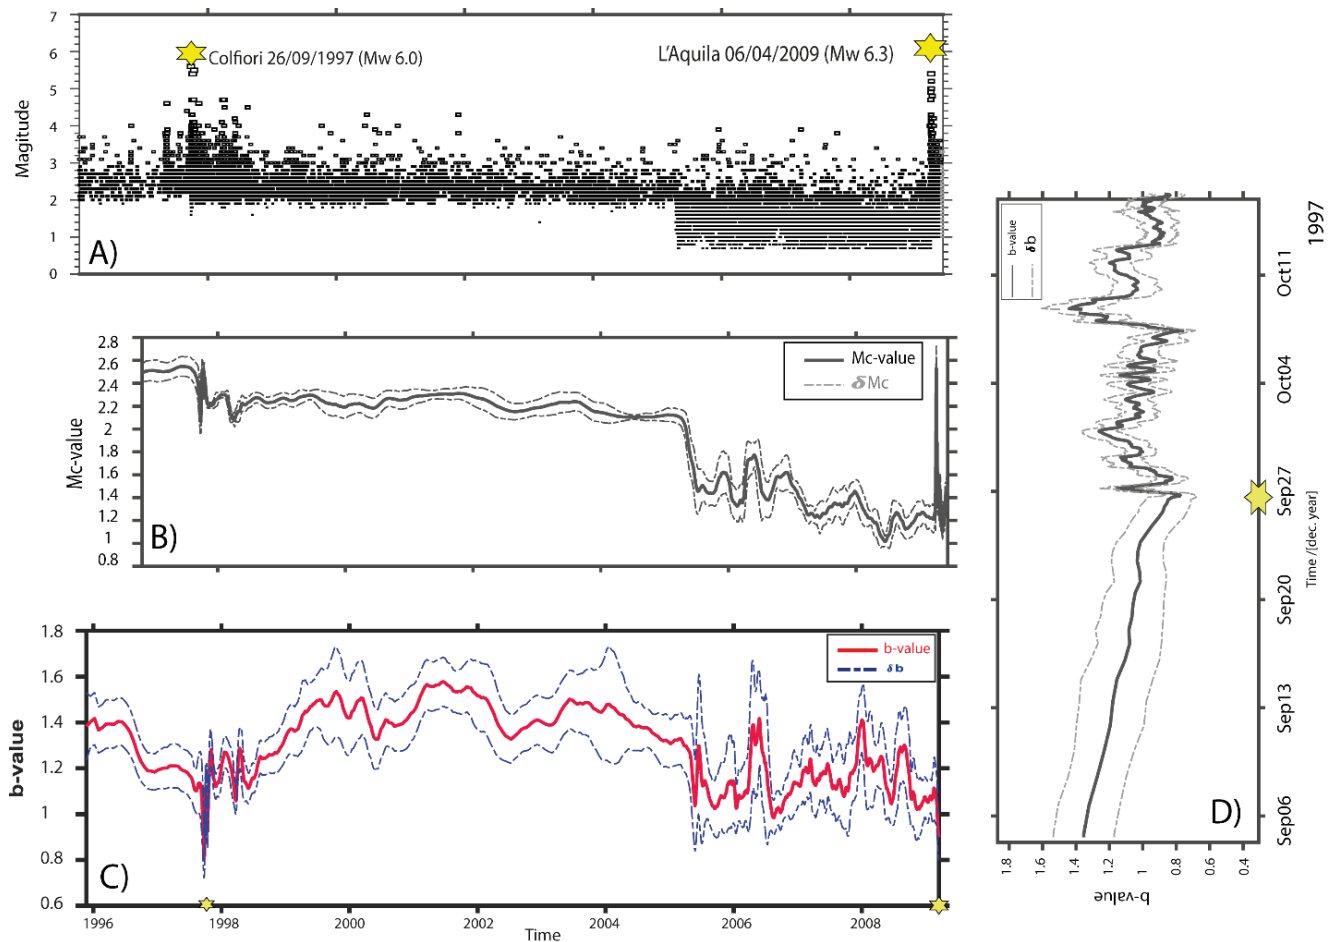 7
6
5
4
3
2
1
0
Magitude
Colfiori 26/09/1997 (Mw 6.0)
L'Aquila 06/04/2009 (Mw 6.3)
A)
2.8
2.6
2.4
2.2
2
1.8
1.6
1.4
1.2
1
0.8
Mc-value
Mc-value
δMc
B)
1.8
1.6
1.4
1.2
1
0.8
0.6
b-value
b-value
δb
C)
1996
1998
2000
2002
2004
2006
2008
Time
b-value
δb
D)
1997
Oct11
Oct04
Sep27
Sep20
Sep13
Sep06
Time /[dec. year]
1.8
1.6
1.4
1.2
1
0.8
0.6
0.4
b-value